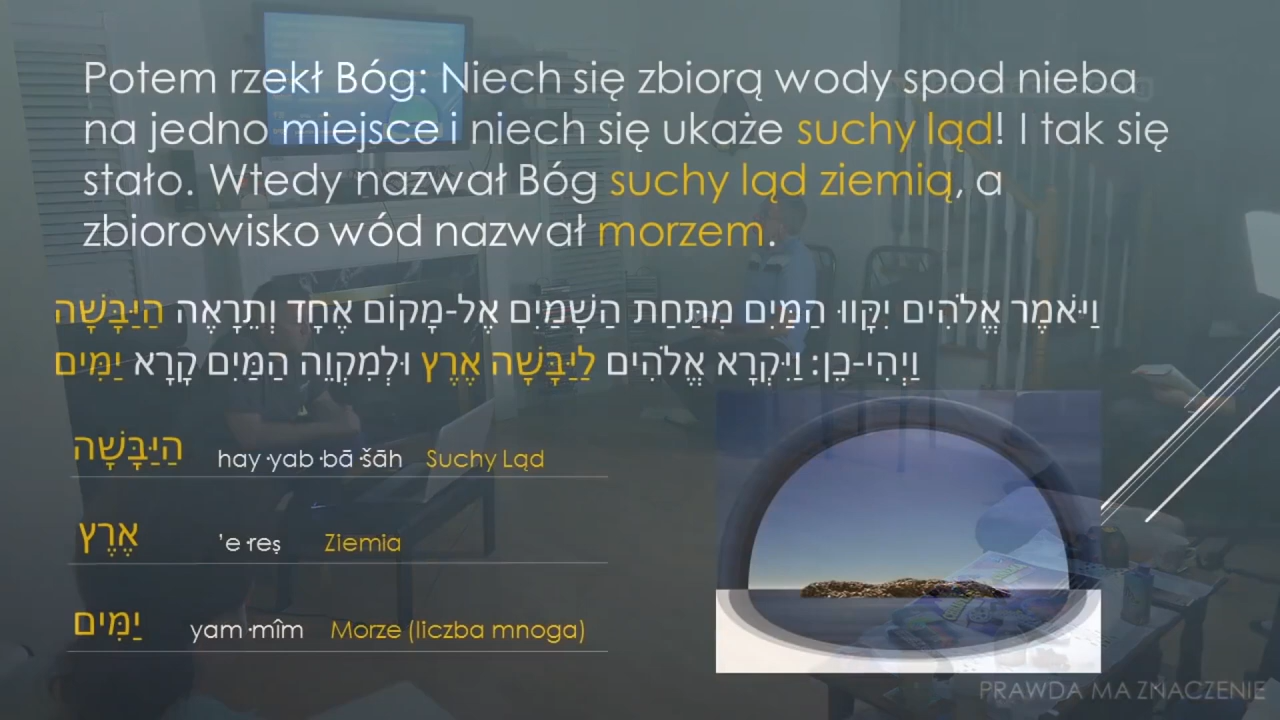 Potem rzekł Bóg: Niech się zbiorą wody spod nieba
na jedno miejsce i niech się ukaże suchy ląd! I tak się
stało. Wtedy nazwał Bóg suchy ląd ziemią, a
zbiorowisko wód nazwał morzem.
וַיֹּאמֶר אֱלֹהִים יִקָּווּ הַמַּיִם מִתַּחַת הַשָּׁמַיִם אֶל-מָקוֹם אֶחָד וְתֵרָאֶה הַיַּבָּשָׁה
וַיְהִי-כֵן: וַיִּקְרָא אֱלֹהִים לַיַּבָּשָׁה אֶרֶץ וּלְמִקְוֵה הַמַּיִם קָרָא יַמִּים
הַיַּבָּשָׁה hay·yab·bā·šāh Suchy Ląd
אֶרֶץ ’e·reṣ Ziemia
יַמִּים yam·mîm Morze (liczba mnoga)
PRAWDA MA ZNACZENIE